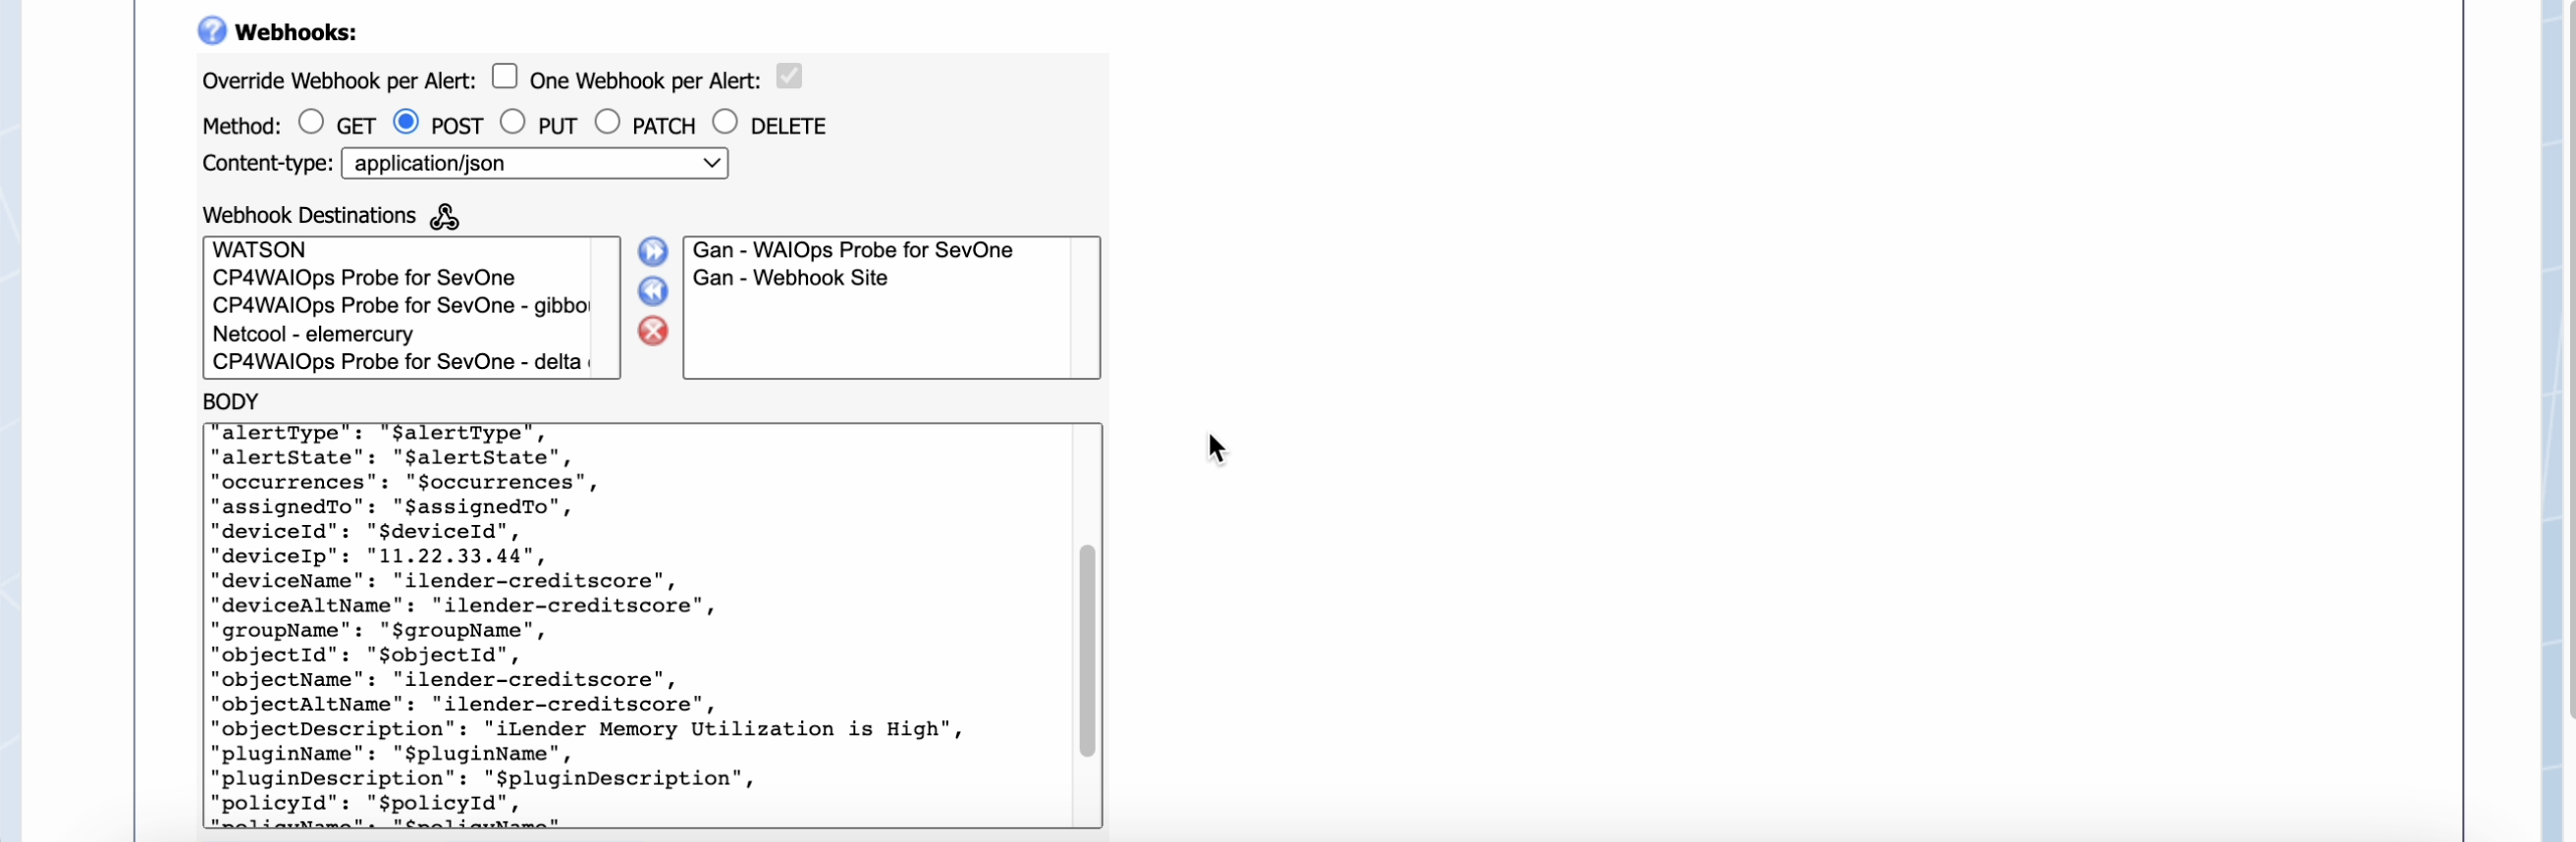 Webhooks:
Override Webhook per Alert: One Webhook per Alert:
Method: GET POST PUT PATCH DELETE
Content-type: application/json
Webhook Destinations
WATSON
CP4WAIOps Probe for SevOne
CP4WAIOps Probe for SevOne - gibbo
Netcool - elemercury
CP4WAIOps Probe for SevOne - delta
Gan - WAIOps Probe for SevOne
Gan - Webhook Site
BODY
"alertType": "$alertType",
"alertState": "$alertState",
"occurrences": "$occurrences",
"assignedTo": "$assignedTo",
"deviceId": "$deviceId",
"deviceIp": "11.22.33.44",
"deviceName": "ilender-creditscore",
"deviceAltName": "ilender-creditscore",
"groupName": "$groupName",
"objectId": "$objectId",
"objectName": "ilender-creditscore",
"objectAltName": "ilender-creditscore",
"objectDescription": "iLender Memory Utilization is High",
"pluginName": "$pluginName",
"pluginDescription": "$pluginDescription",
"policyId": "$policyId",
"policyName": "$policyName"